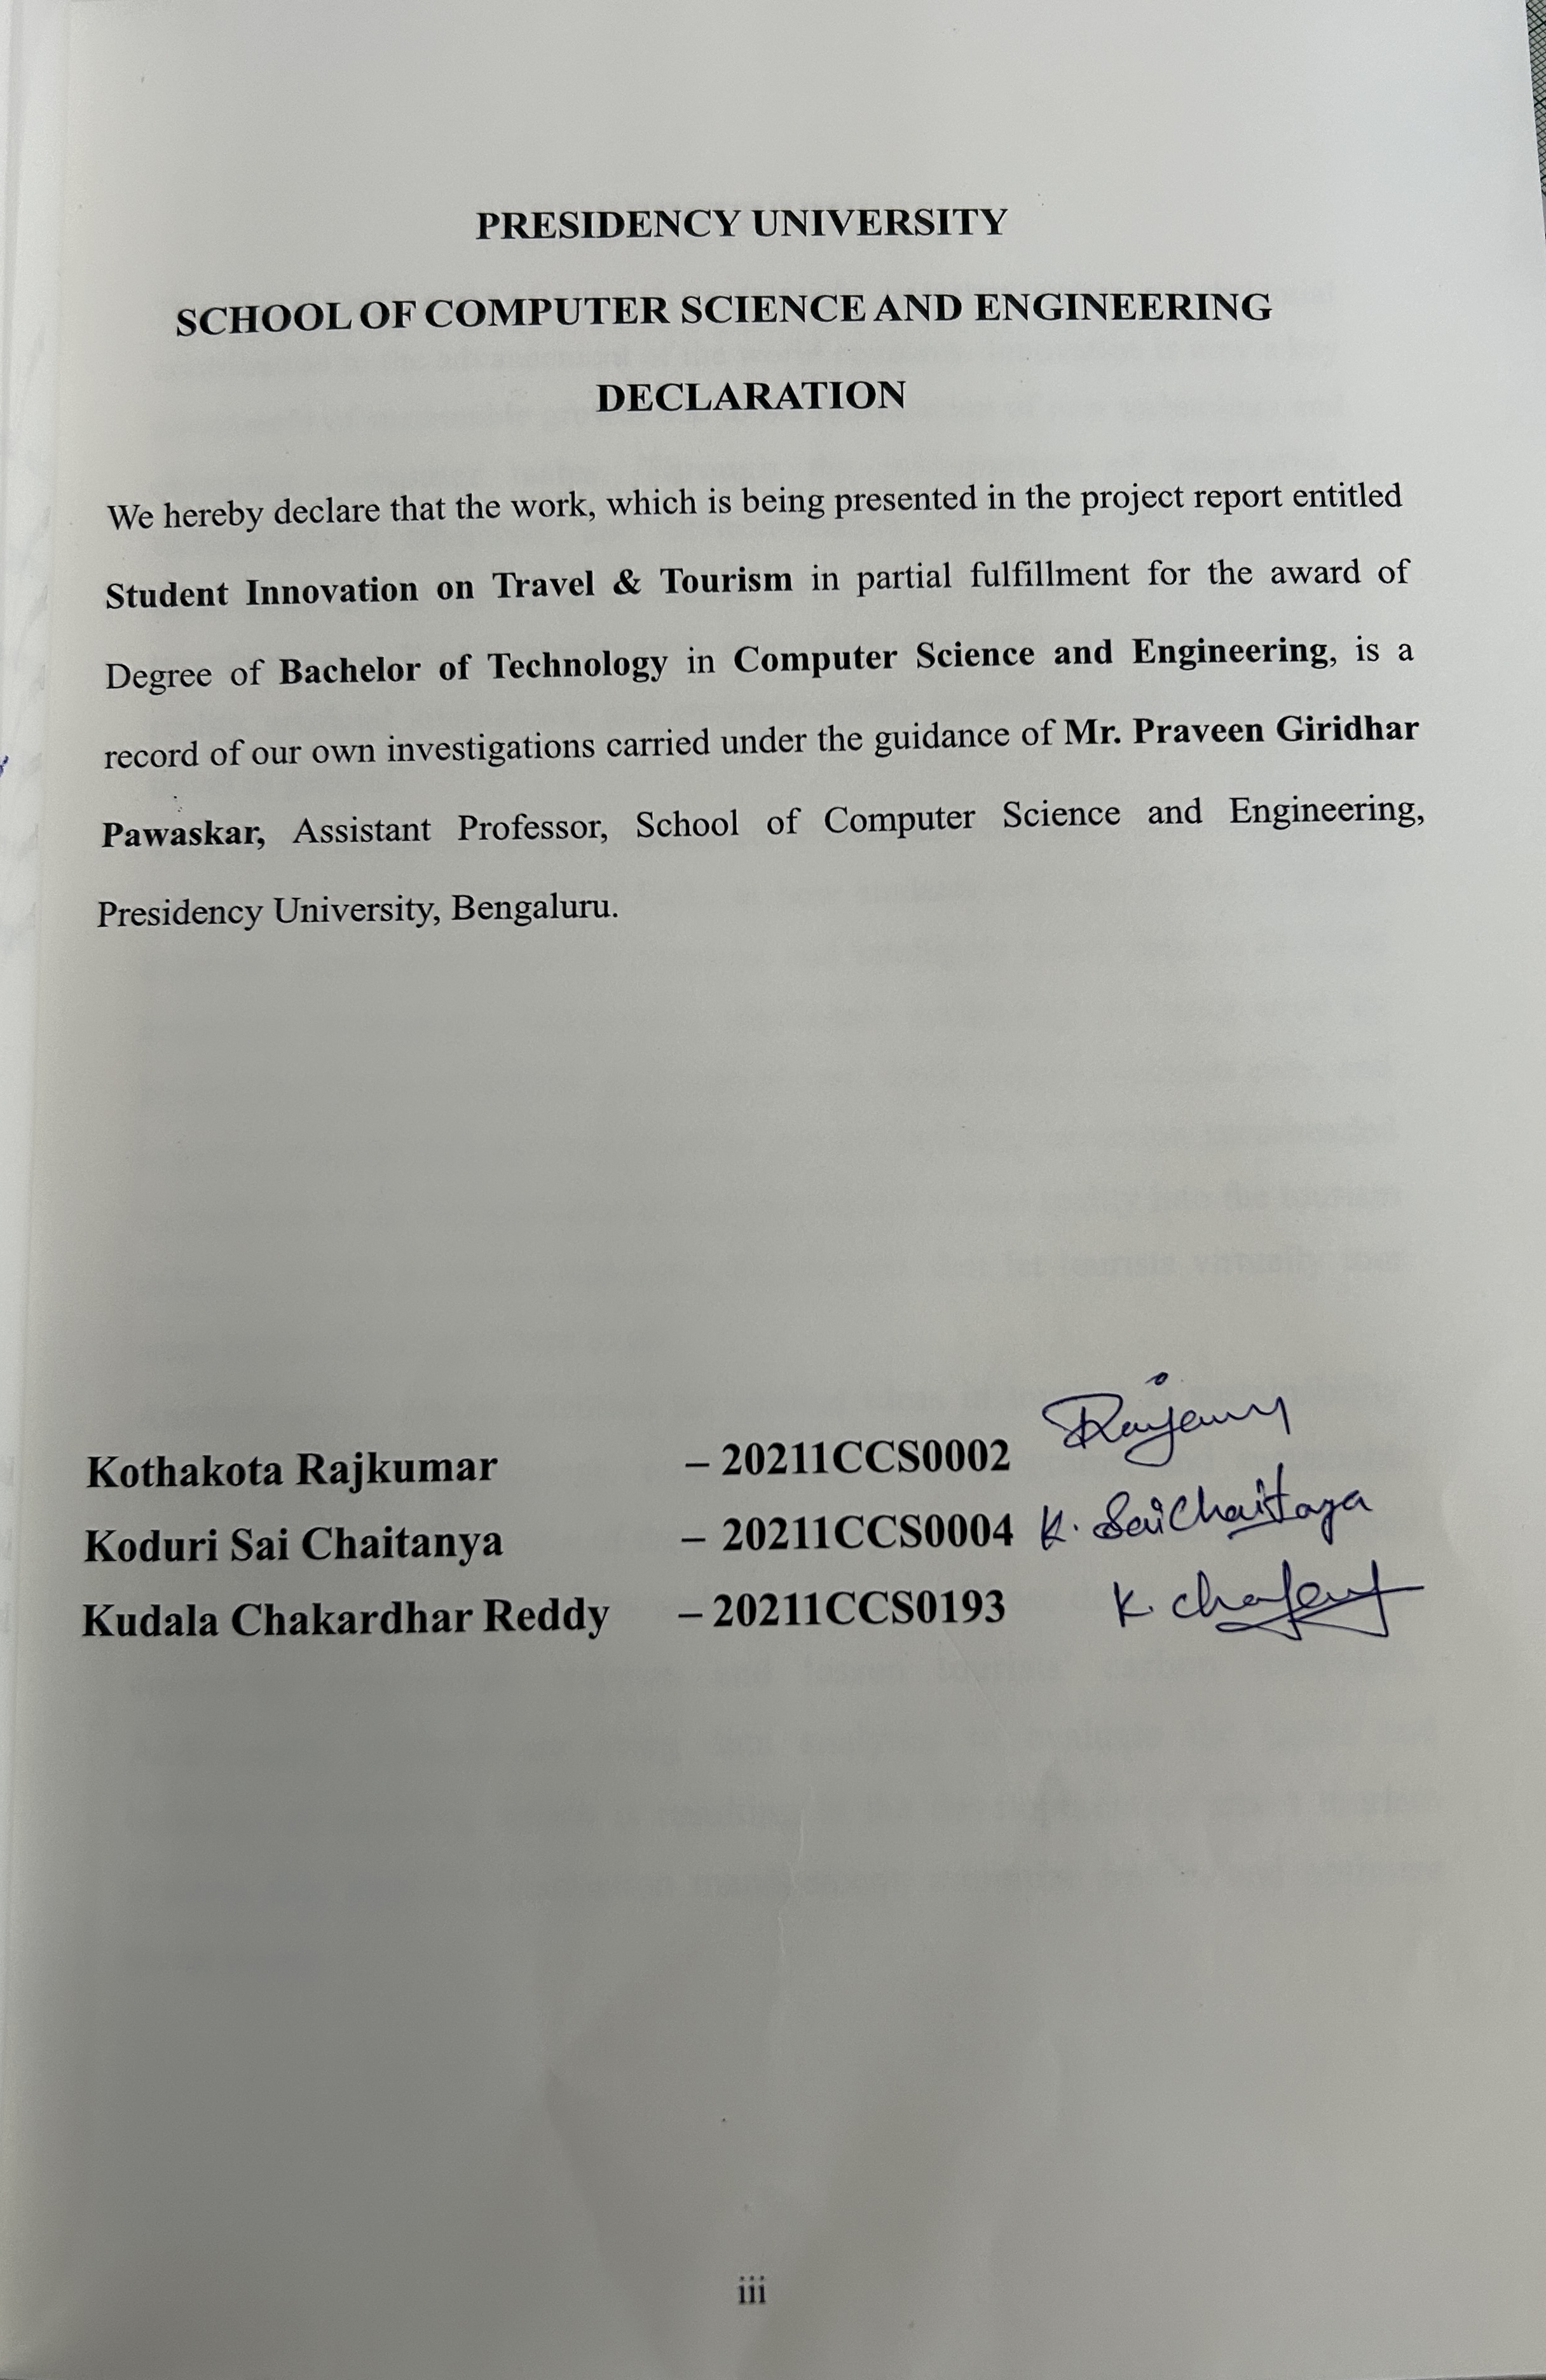 PRESIDENCY UNIVERSITY
SCHOOL OF COMPUTER SCIENCE AND ENGINEERING
DECLARATION
We hereby declare that the work, which is being presented in the project report entitled
Student Innovation on Travel & Tourism in partial fulfillment for the award of
Degree of Bachelor of Technology in Computer Science and Engineering, is a
record of our own investigations carried under the guidance of Mr. Praveen Giridhar
Pawaskar, Assistant Professor, School of Computer Science and Engineering,
Presidency University, Bengaluru.
Kothakota Rajkumar – 20211CCS0002
Koduri Sai Chaitanya – 20211CCS0004 K. SaiChaitaya
Kudala Chakardhar Reddy – 20211CCS0193 K.
iii